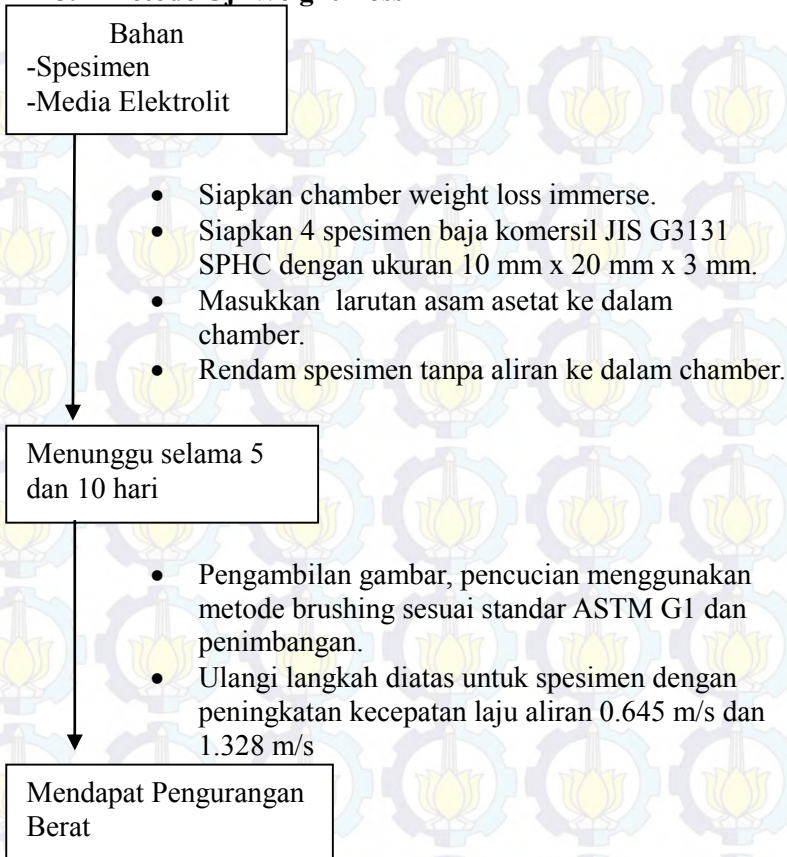 Bahan
-Spesimen
-Media Elektrolit
• Siapkan chamber weight loss immerse.
• Siapkan 4 spesimen baja komersil JIS G3131
SPHC dengan ukuran 10 mm x 20 mm x 3 mm.
• Masukkan larutan asam asetat ke dalam
chamber.
• Rendam spesimen tanpa aliran ke dalam chamber.
Menunggu selama 5
dan 10 hari
• Pengambilan gambar, pencucian menggunakan
metode brushing sesuai standar ASTM G1 dan
penimbangan.
• Ulangi langkah diatas untuk spesimen dengan
peningkatan kecepatan laju aliran 0.645 m/s dan
1.328 m/s
Mendapat Pengurangan
Berat